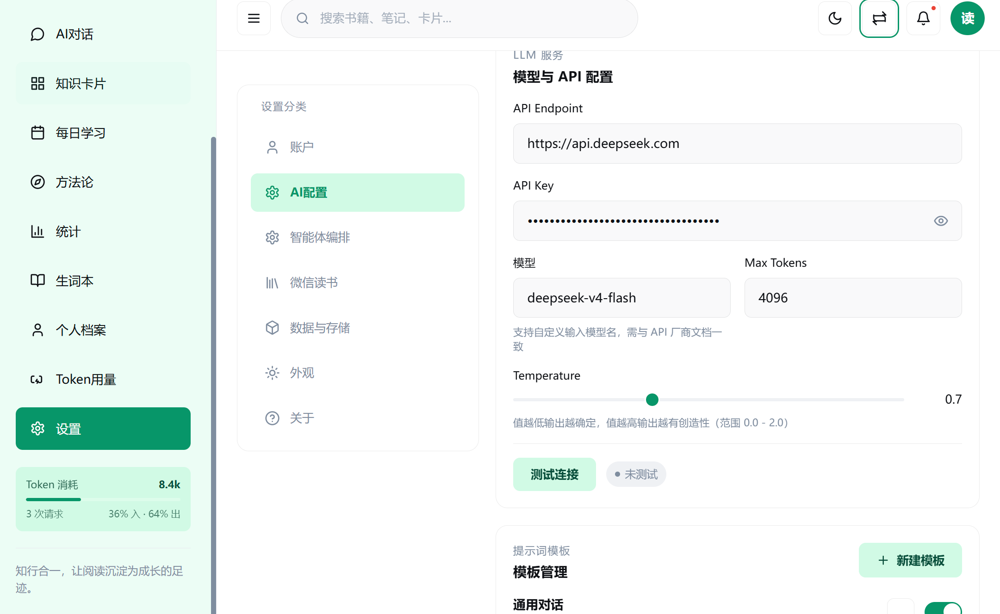 AI对话
知识卡片
每日学习
方法论
统计
生词本
个人档案
Token用量
设置
Token 消耗
8.4k
3 次请求
36% 入 · 64% 出
知行合一，让阅读沉淀为成长的足
迹。
搜索书籍、笔记、卡片...
读
设置分类
账户
AI配置
智能体编排
微信读书
数据与存储
外观
关于
LLM 服务
模型与 API 配置
API Endpoint
https://api.deepseek.com
API Key
•••••••••••••••••••••••••••••••••••
模型
Max Tokens
deepseek-v4-flash
4096
支持自定义输入模型名，需与 API 厂商文档一
致
Temperature
0.7
值越低输出越确定，值越高输出越有创造性（范围 0.0 - 2.0）
测试连接
未测试
提示词模板
模板管理
新建模板
通用对话